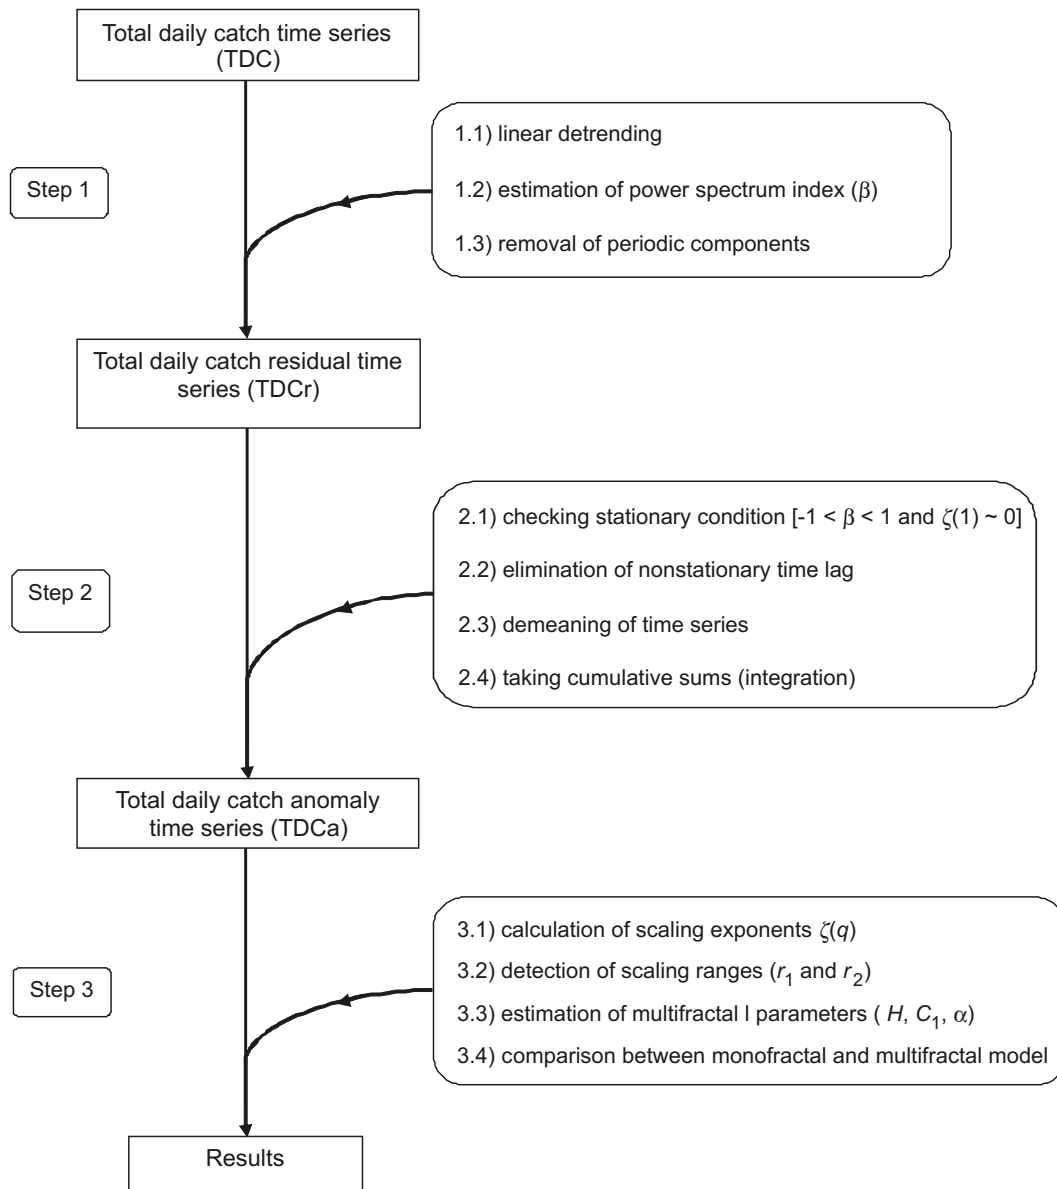 Total daily catch time series
(TDC)
Step 1
1.1) linear detrending
1.2) estimation of power spectrum index (β)
1.3) removal of periodic components
Total daily catch residual time
series (TDCr)
Step 2
2.1) checking stationary condition [-1 < β < 1 and ζ(1) ~ 0]
2.2) elimination of nonstationary time lag
2.3) demeaning of time series
2.4) taking cumulative sums (integration)
Total daily catch anomaly
time series (TDCa)
Step 3
3.1) calculation of scaling exponents ζ(q)
3.2) detection of scaling ranges (r1 and r2)
3.3) estimation of multifractal l parameters ( H, C1, α)
3.4) comparison between monofractal and multifractal model
Results